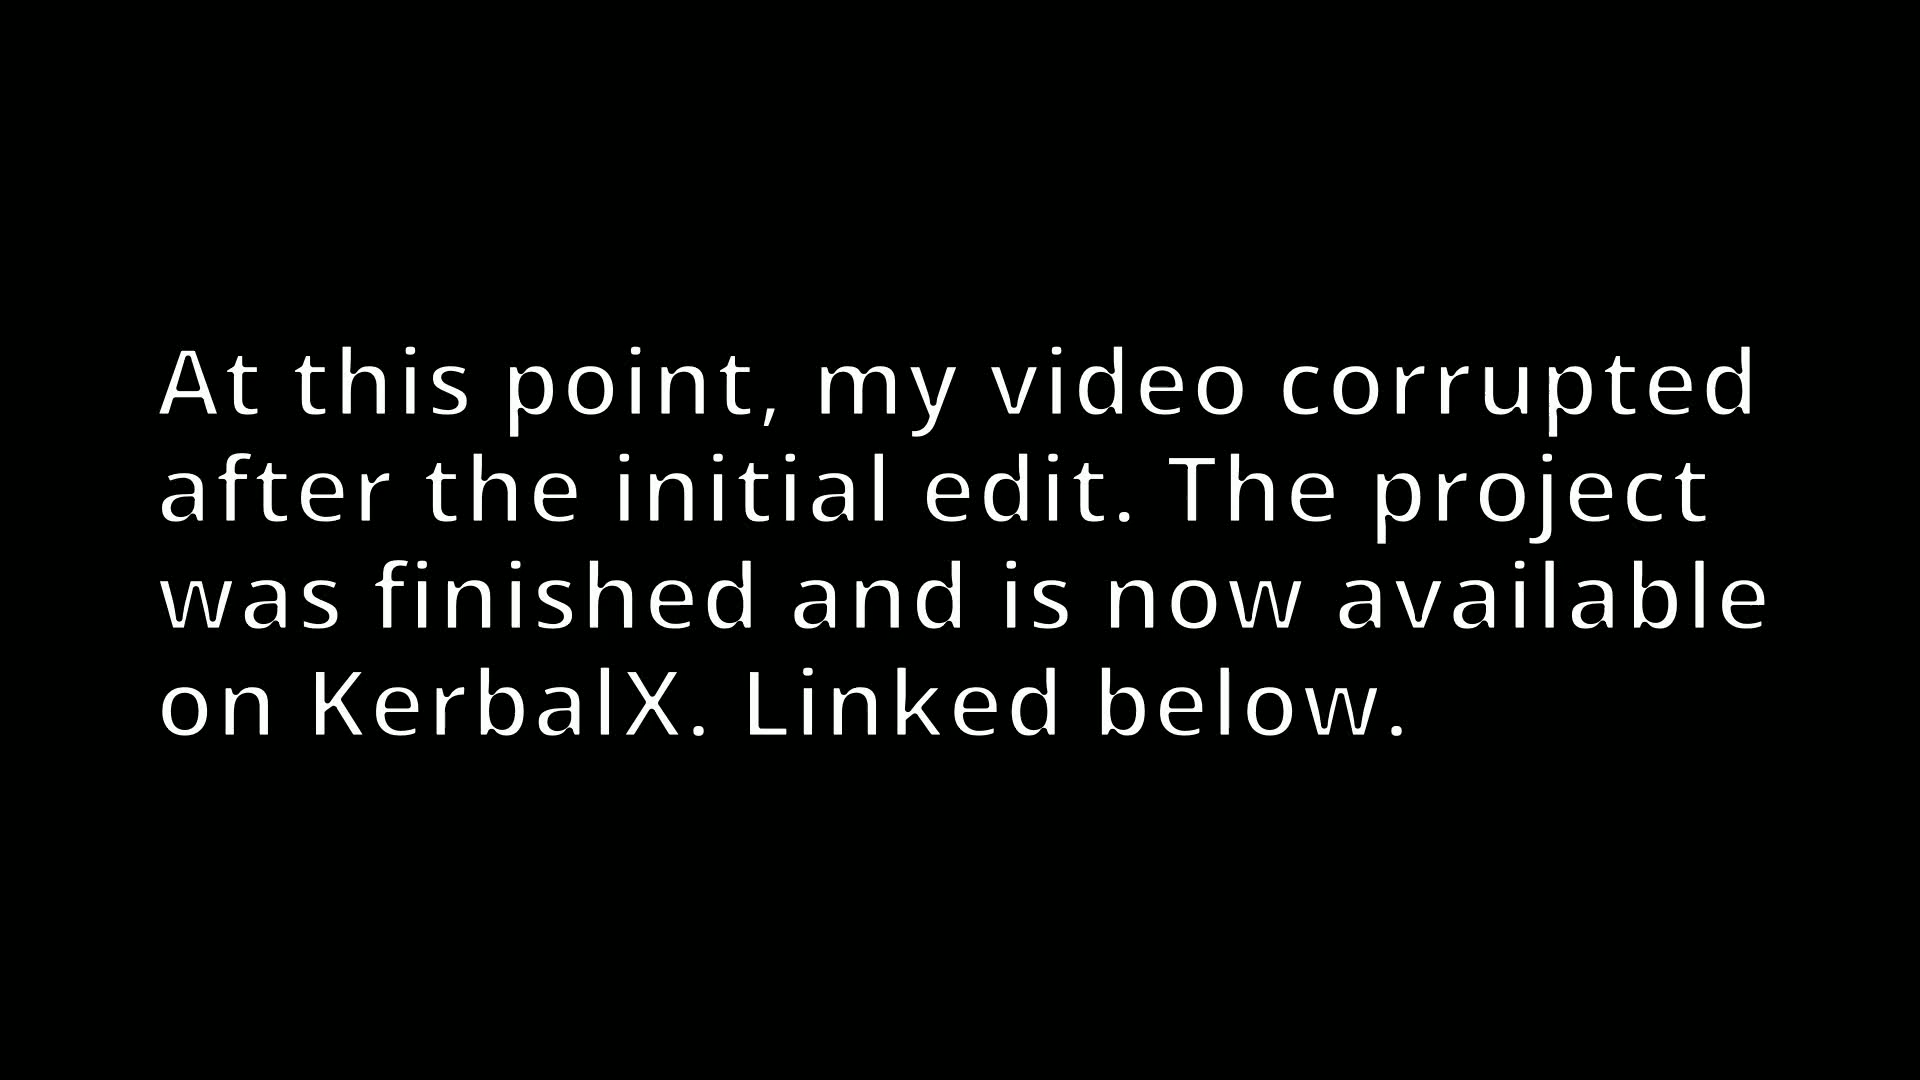 At this point, my video corrupted
after the initial edit. The project
was finished and is now available
on KerbalX. Linked below.